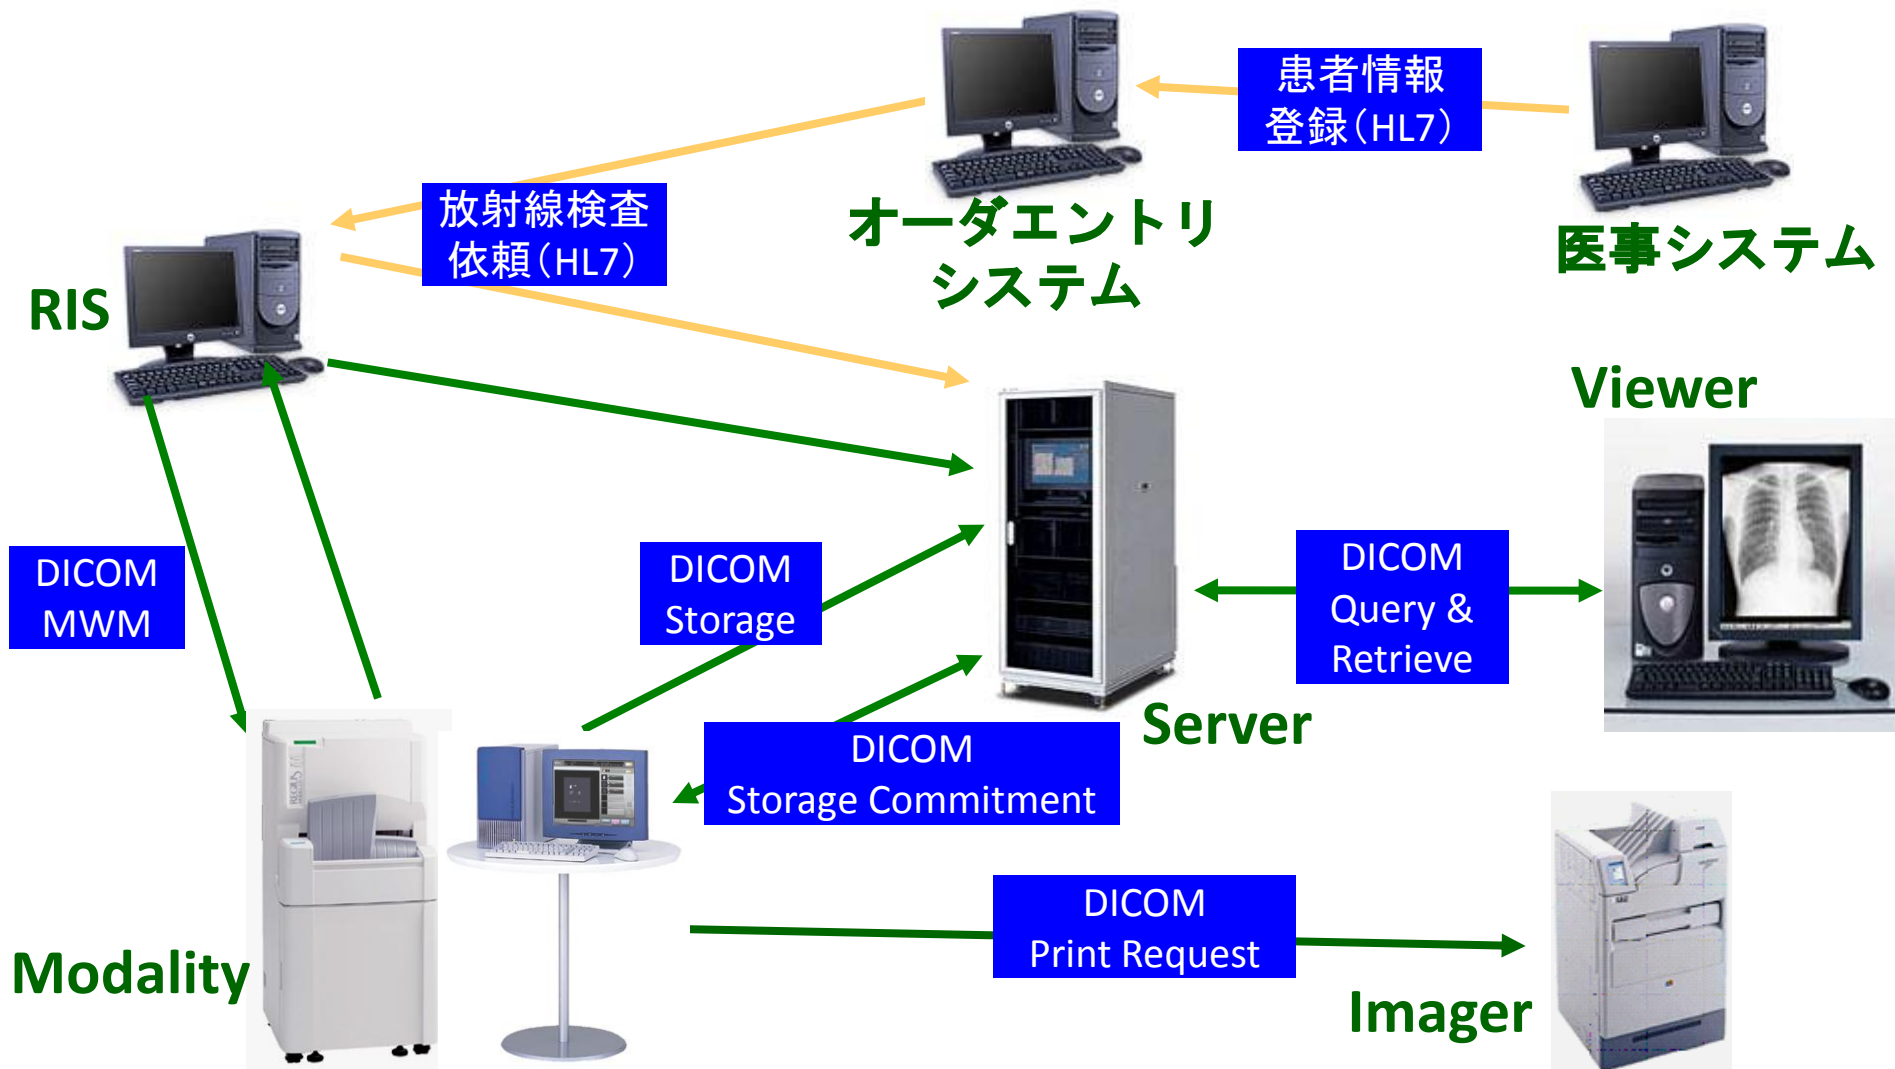 患者情報
登録（HL7）
放射線検査
依頼（HL7）
オーダエントリ
システム
医事システム
RIS
Viewer
DICOM
MWM
DICOM
Storage
DICOM
Query &
Retrieve
Server
DICOM
Storage Commitment
REGIUS
DICOM
Print Request
Modality
Imager